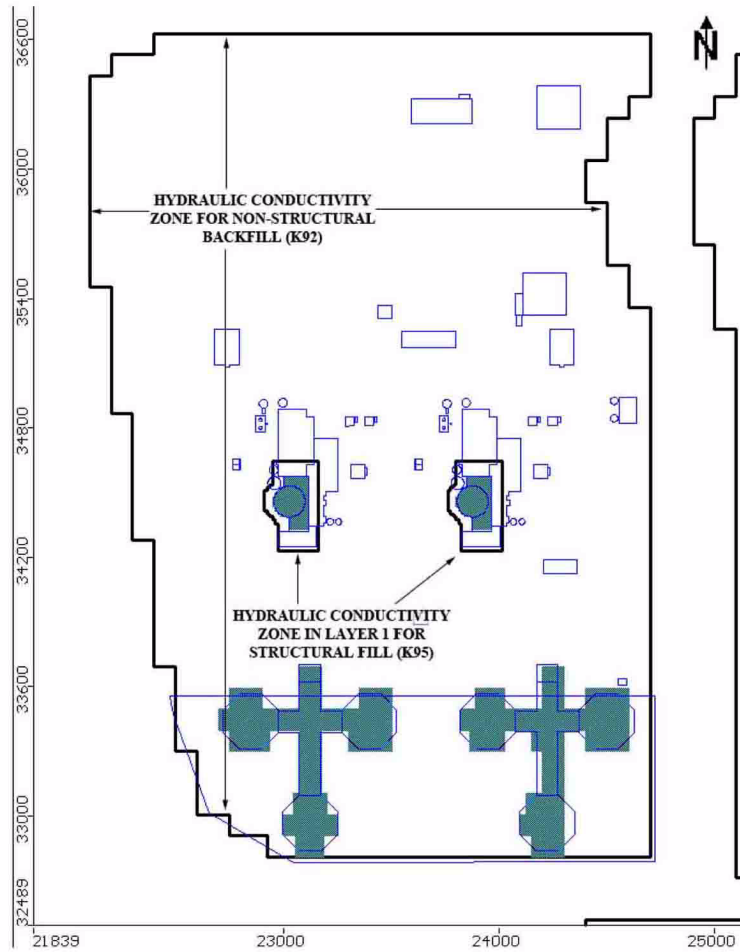 N
36600
36000
35400
34800
34200
33600
33000
32489
HYDRAULIC CONDUCTIVITY
ZONE FOR NON-STRUCTURAL
BACKFILL (K92)
HYDRAULIC CONDUCTIVITY
ZONE IN LAYER 1 FOR
STRUCTURAL FILL (K95)
21839
23000
24000
25000